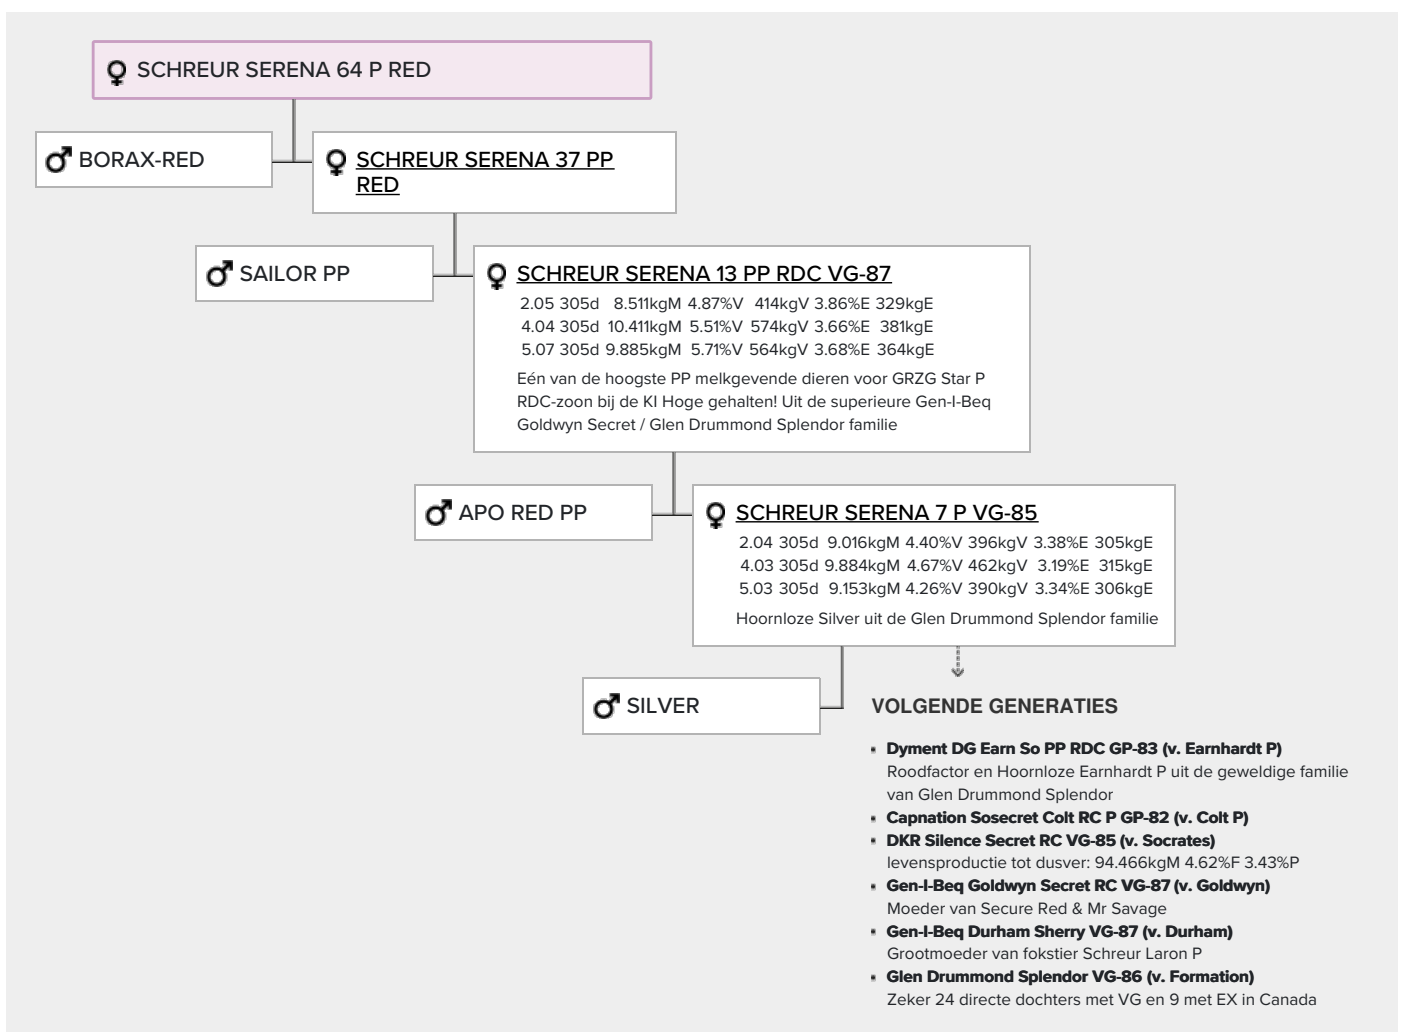 SCHREUR SERENA 64 P RED
BORAX-RED
SCHREUR SERENA 37 PP
RED
SAILOR PP
SCHREUR SERENA 13 PP RDC VG-87
2.05 305d 8.511kgM 4.87%V 414kgV 3.86%E 329kgE
4.04 305d 10.411kgM 5.51%V 574kgV 3.66%E 381kgE
5.07 305d 9.885kgM 5.71%V 564kgV 3.68%E 364kgE
Eén van de hoogste PP melkgevende dieren voor GRZG Star P
RDC-zoon bij de KI Hoge gehalten! Uit de superieure Gen-I-Beq
Goldwyn Secret / Glen Drummond Splendor familie
APO RED PP
SCHREUR SERENA 7 P VG-85
2.04 305d 9.016kgM 4.40%V 396kgV 3.38%E 305kgE
4.03 305d 9.884kgM 4.67%V 462kgV 3.19%E 315kgE
5.03 305d 9.153kgM 4.26%V 390kgV 3.34%E 306kgE
Hoornloze Silver uit de Glen Drummond Splendor familie
SILVER
VOLGENDE GENERATIES
Dyment DG Earn So PP RDC GP-83 (v. Earnhardt P)
Roodfactor en Hoornloze Earnhardt P uit de geweldige familie
van Glen Drummond Splendor
Capnation Sosecret Colt RC P GP-82 (v. Colt P)
DKR Silence Secret RC VG-85 (v. Socrates)
levensproductie tot dusver: 94.466kgM 4.62%F 3.43%P
Gen-I-Beq Goldwyn Secret RC VG-87 (v. Goldwyn)
Moeder van Secure Red & Mr Savage
Gen-I-Beq Durham Sherry VG-87 (v. Durham)
Grootmoeder van fokstier Schreur Laron P
Glen Drummond Splendor VG-86 (v. Formation)
Zeker 24 directe dochters met VG en 9 met EX in Canada